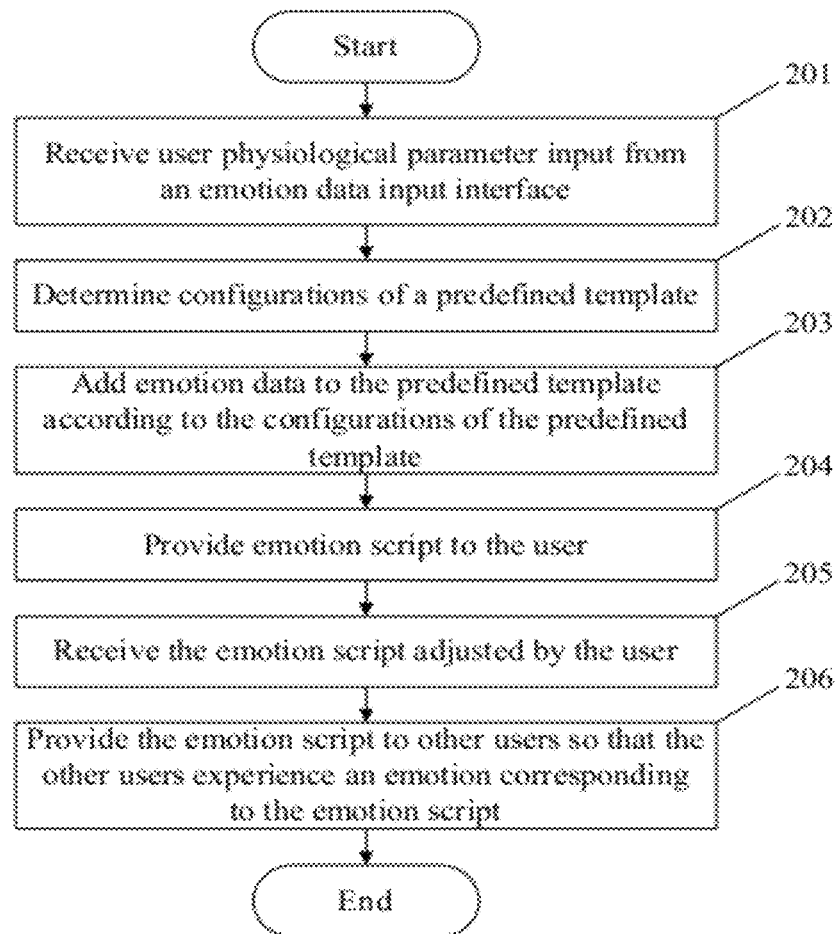 Start
201
Receive user physiological parameter input from
an emotion data input interface
202
Determine configurations of a predefined template
203
Add emotion data to the predefined template
according to the configurations of the predefined
template
204
Provide emotion script to the user
205
Receive the emotion script adjusted by the user
206
Provide the emotion script to other users so that the
other users experience an emotion corresponding
to the emotion script
End